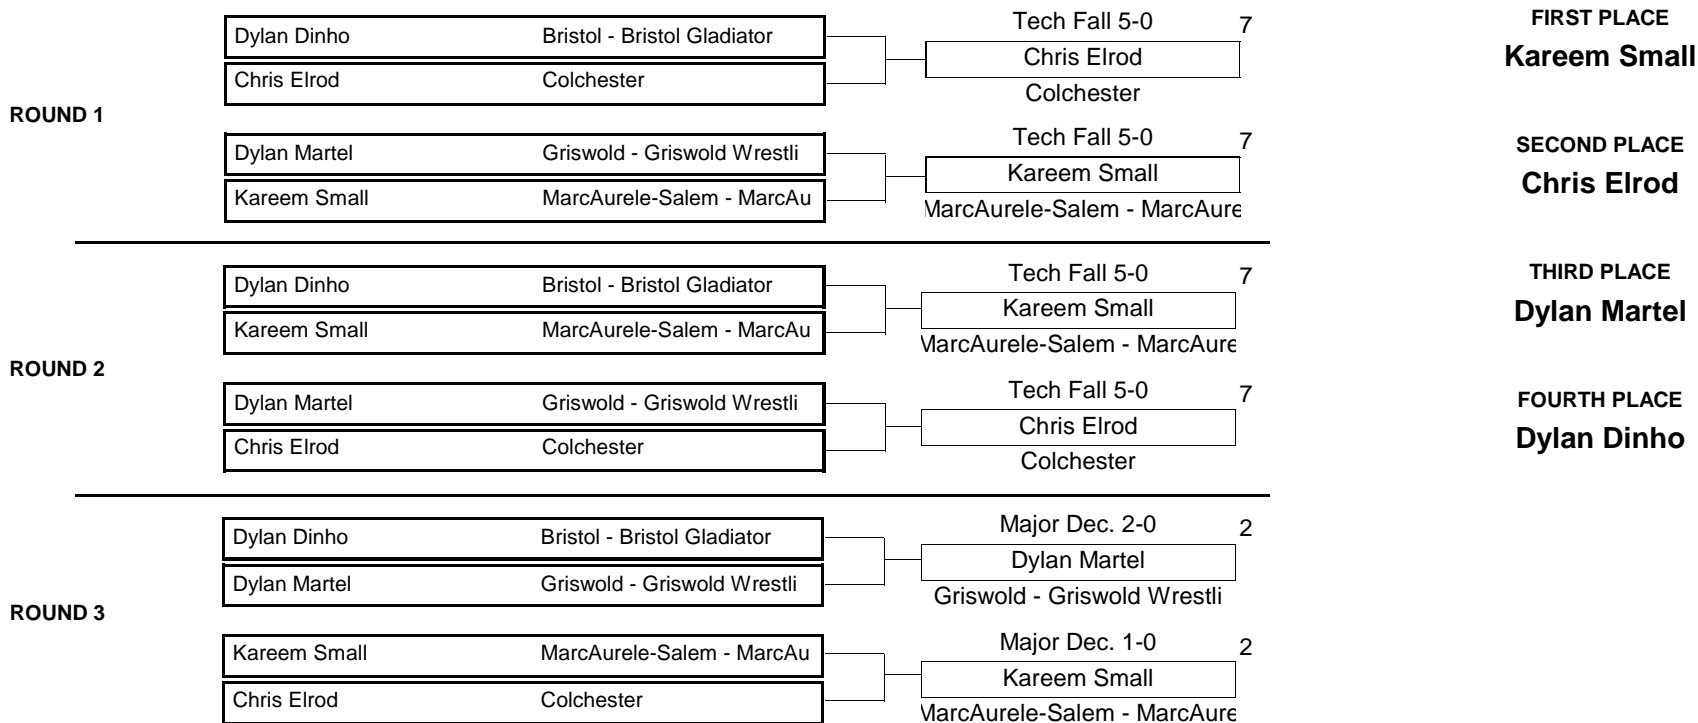 Tech Fall 5-0 7
Dylan Dinho Bristol - Bristol Gladiator
Chris Elrod
Chris Elrod Colchester
Colchester
ROUND 1
Tech Fall 5-0 7
Dylan Martel Griswold - Griswold Wrestli
Kareem Small
Kareem Small MarcAurele-Salem - MarcAu
MarcAurele-Salem - MarcAure
Tech Fall 5-0 7
Dylan Dinho Bristol - Bristol Gladiator
Kareem Small
Kareem Small MarcAurele-Salem - MarcAu
MarcAurele-Salem - MarcAure
ROUND 2
Tech Fall 5-0 7
Dylan Martel Griswold - Griswold Wrestli
Chris Elrod
Chris Elrod Colchester
Colchester
Major Dec. 2-0 2
Dylan Dinho Bristol - Bristol Gladiator
Dylan Martel
Dylan Martel Griswold - Griswold Wrestli
Griswold - Griswold Wrestli
ROUND 3
Major Dec. 1-0 2
Kareem Small MarcAurele-Salem - MarcAu
Kareem Small
Chris Elrod Colchester
MarcAurele-Salem - MarcAure
FIRST PLACE
Kareem Small
SECOND PLACE
Chris Elrod
THIRD PLACE
Dylan Martel
FOURTH PLACE
Dylan Dinho